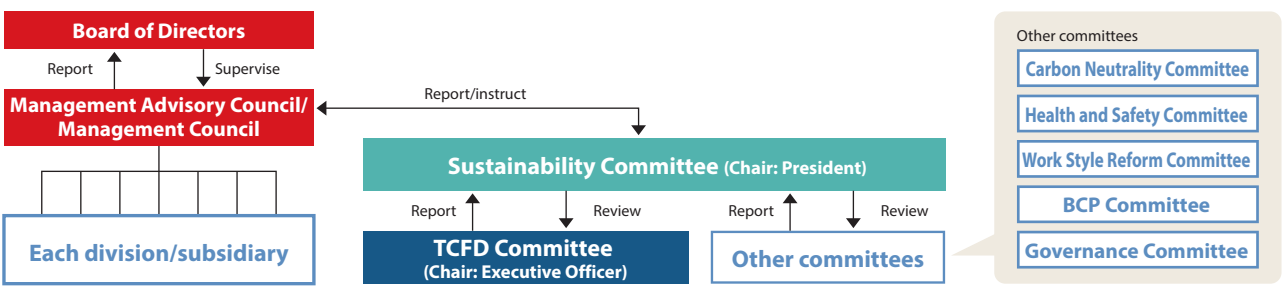 Board of Directors
Report
Supervise
Management Advisory Council/
Management Council
Each division/subsidiary
Report/instruct
Sustainability Committee (Chair: President)
Report
Review
Report
Review
TCFD Committee
(Chair: Executive Officer)
Other committees
Other committees
Carbon Neutrality Committee
Health and Safety Committee
Work Style Reform Committee
BCP Committee
Governance Committee